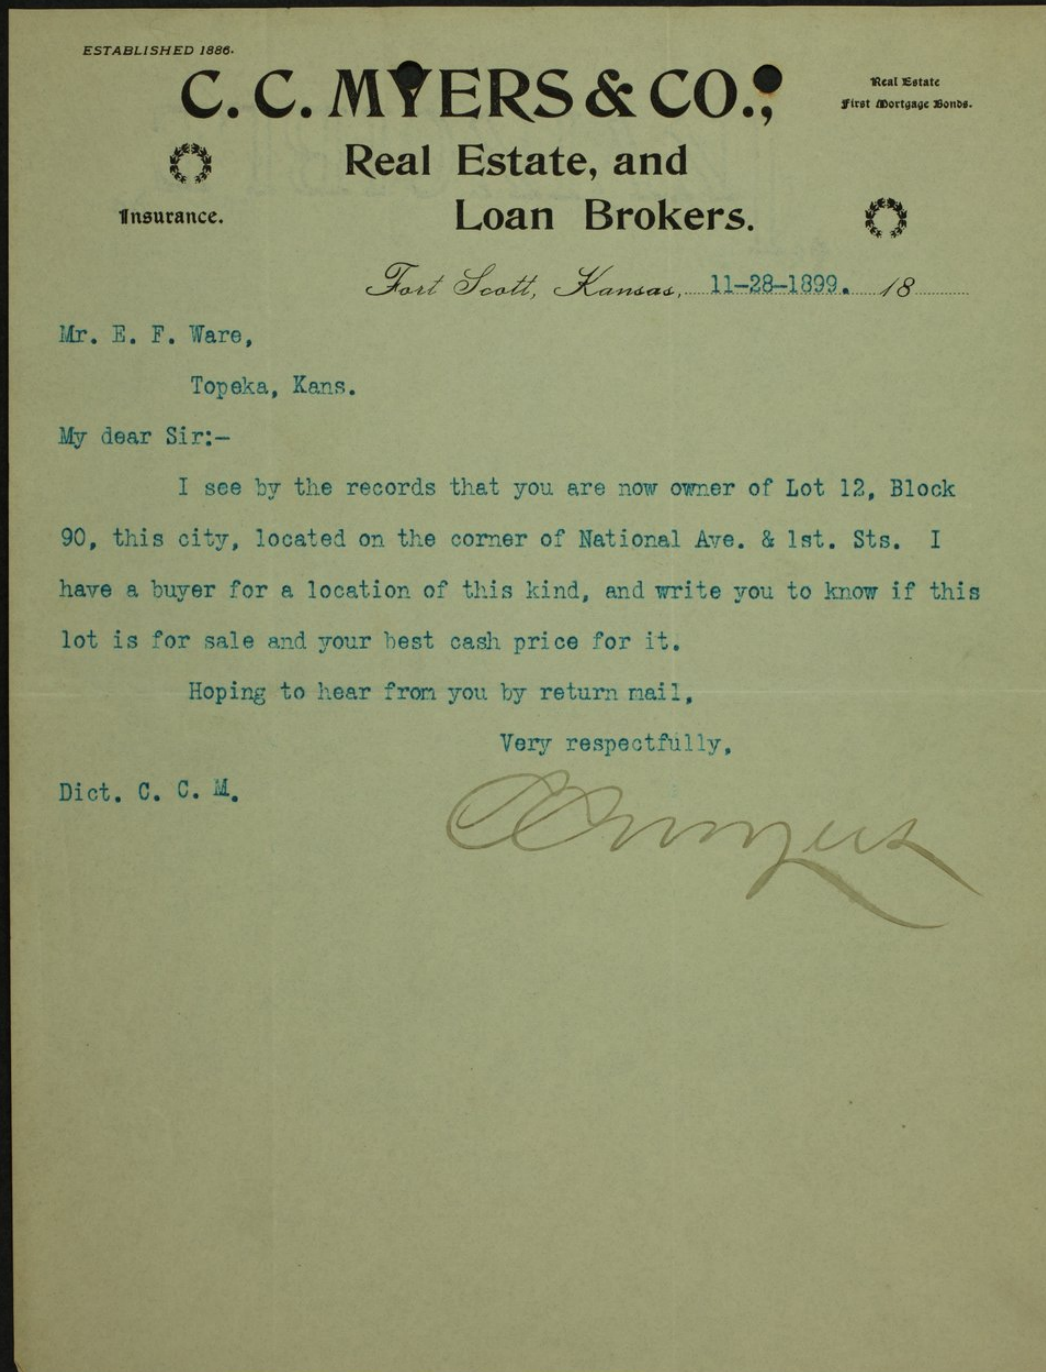 ESTABLISHED 1886.
C. C. MYERS & CO.,
Real Estate
First Mortgage Bonds.
Real Estate, and
Insurance.
Loan Brokers.
Fort Scott, Kansas, 11-28-1899. 18
Mr. E. F. Ware,
Topeka, Kans.
My dear Sir:-
I see by the records that you are now owner of Lot 12, Block
90, this city, located on the corner of National Ave. & 1st. Sts. I
have a buyer for a location of this kind, and write you to know if this
lot is for sale and your best cash price for it.
Hoping to hear from you by return mail,
Very respectfully,
Dict. C. C. M.
CCMyers